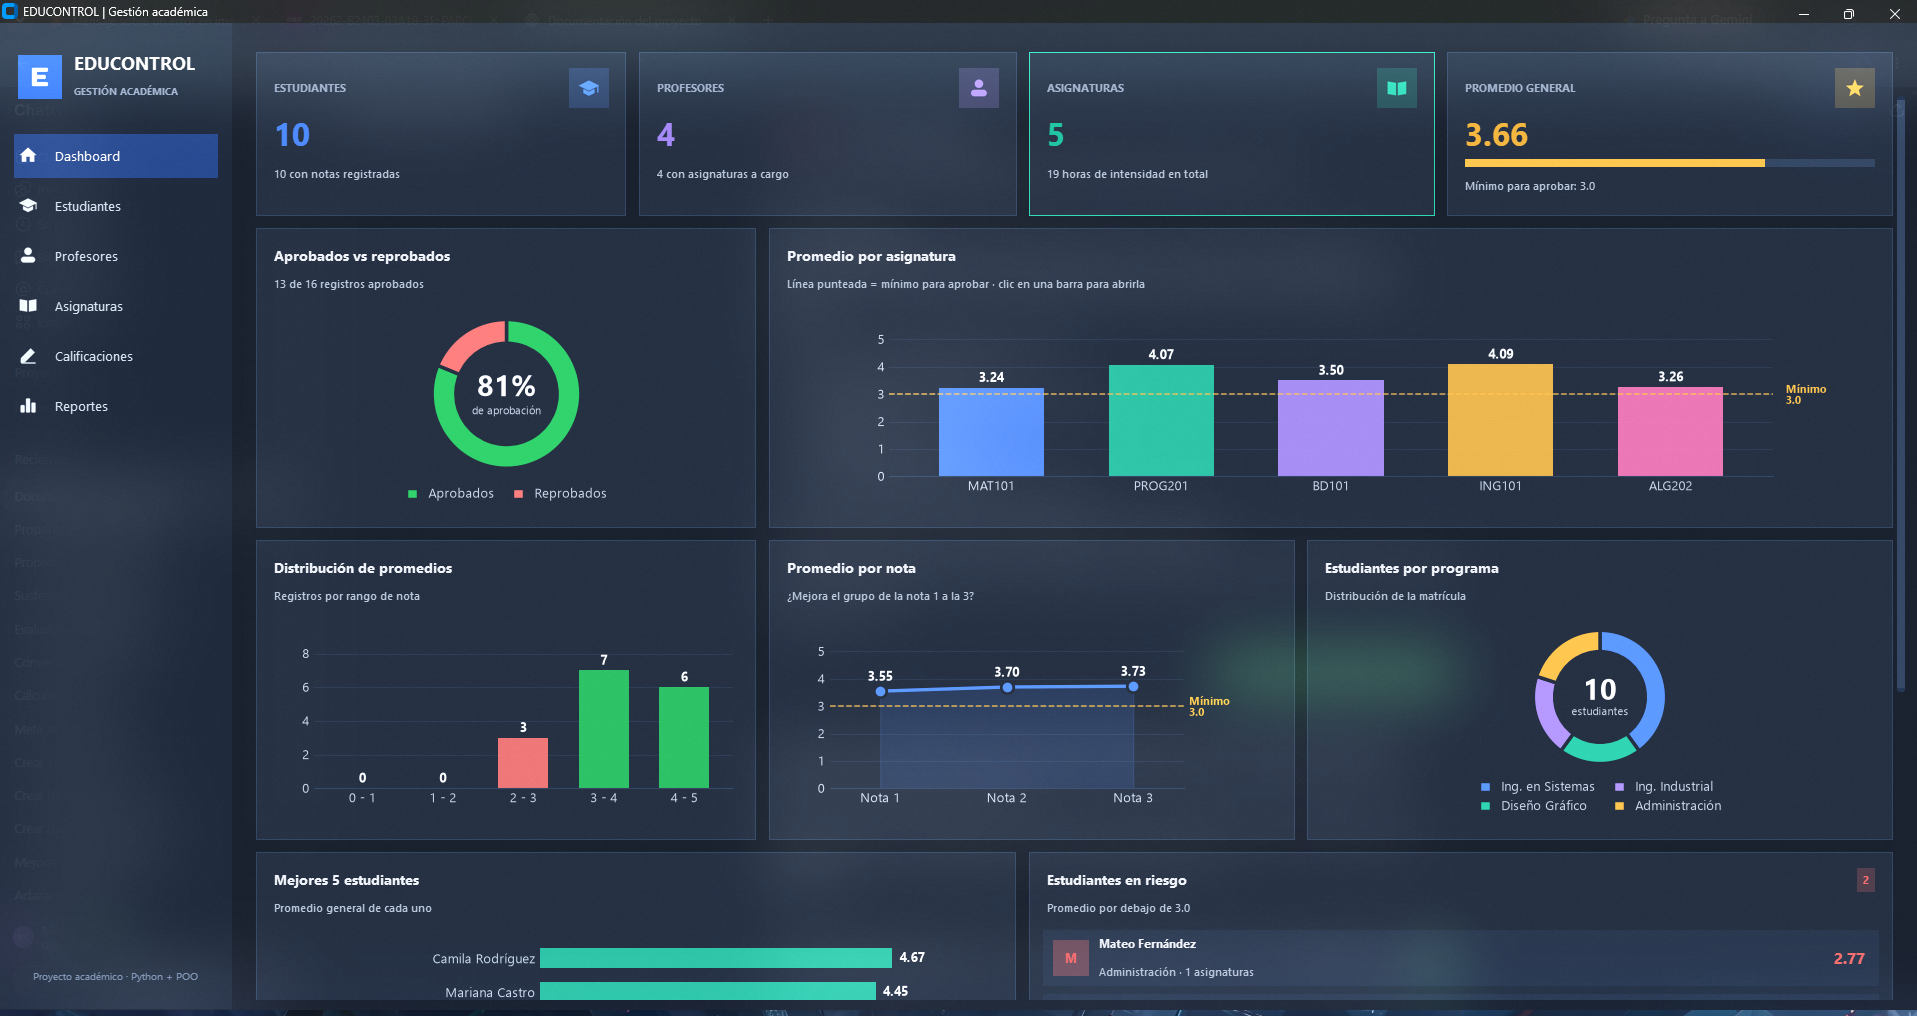 EDUCONTROL | Gestión académica
E
EDUCONTROL
GESTIÓN ACADÉMICA
Dashboard
Estudiantes
Profesores
Asignaturas
Calificaciones
Reportes
Proyecto académico · Python + POO
ESTUDIANTES
10
10 con notas registradas
PROFESORES
4
4 con asignaturas a cargo
ASIGNATURAS
5
19 horas de intensidad en total
PROMEDIO GENERAL
3.66
Mínimo para aprobar: 3.0
Aprobados vs reprobados
13 de 16 registros aprobados
81%
de aprobación
Aprobados
Reprobados
Promedio por asignatura
Línea punteada = mínimo para aprobar · clic en una barra para abrirla
5
4
3
2
1
0
3.24
4.07
3.50
4.09
3.26
Mínimo
3.0
MAT101
PROG201
BD101
ING101
ALG202
Distribución de promedios
Registros por rango de nota
8
6
4
2
0
0
0
3
7
6
0 - 1
1 - 2
2 - 3
3 - 4
4 - 5
Promedio por nota
¿Mejora el grupo de la nota 1 a la 3?
5
4
3
2
1
0
3.55
3.70
3.73
Mínimo
3.0
Nota 1
Nota 2
Nota 3
Estudiantes por programa
Distribución de la matrícula
10
estudiantes
Ing. en Sistemas
Ing. Industrial
Diseño Gráfico
Administración
Mejores 5 estudiantes
Promedio general de cada uno
Camila Rodríguez
4.67
Mariana Castro
4.45
Estudiantes en riesgo
2
Promedio por debajo de 3.0
M
Mateo Fernández
Administración · 1 asignaturas
2.77